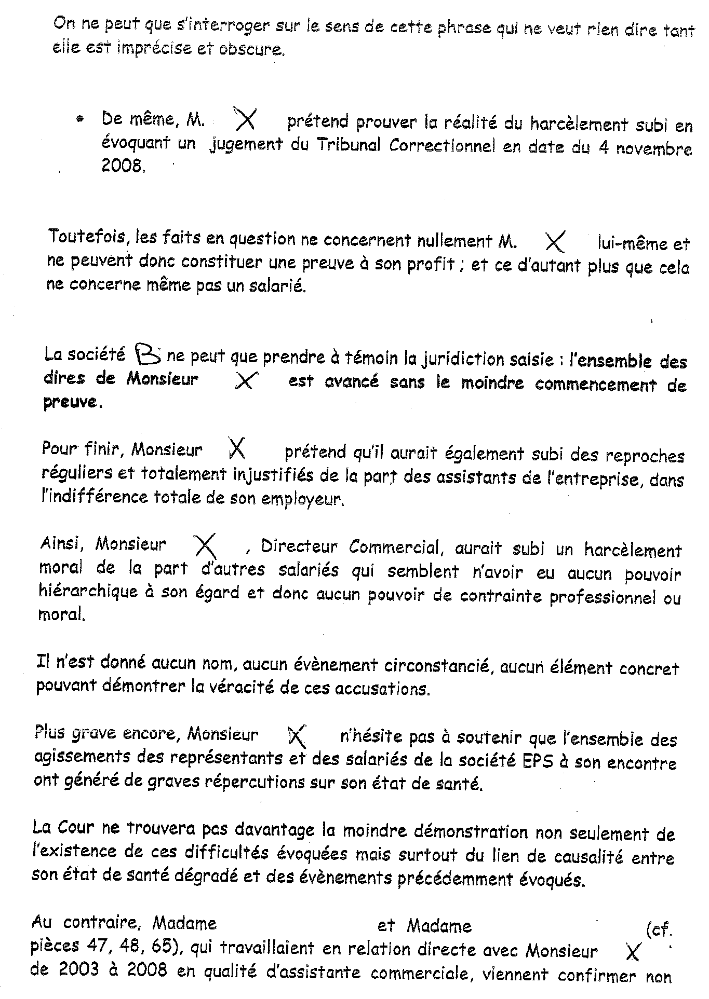 On ne peut que s'interroger sur le sens de cette phrase qui ne veut rien dire tant
elle est imprécise et obscure.
• De même, M. X prétend prouver la réalité du harcèlement subi en
évoquant un jugement du Tribunal Correctionnel en date du 4 novembre
2008.
Toutefois, les faits en question ne concernent nullement M. X lui-même et
ne peuvent donc constituer une preuve à son profit ; et ce d'autant plus que cela
ne concerne même pas un salarié.
La société B ne peut que prendre à témoin la juridiction saisie : l'ensemble des
dires de Monsieur X est avancé sans le moindre commencement de
preuve.
Pour finir, Monsieur X prétend qu'il aurait également subi des reproches
réguliers et totalement injustifiés de la part des assistants de l'entreprise, dans
l'indifférence totale de son employeur.
Ainsi, Monsieur X , Directeur Commercial, aurait subi un harcèlement
moral de la part d'autres salariés qui semblent n'avoir eu aucun pouvoir
hiérarchique à son égard et donc aucun pouvoir de contrainte professionnel ou
moral.
Il n'est donné aucun nom, aucun évènement circonstancié, aucun élément concret
pouvant démontrer la véracité de ces accusations.
Plus grave encore, Monsieur X n'hésite pas à soutenir que l'ensemble des
agissements des représentants et des salariés de la société EPS à son encontre
ont généré de graves répercutions sur son état de santé.
La Cour ne trouvera pas davantage la moindre démonstration non seulement de
l'existence de ces difficultés évoquées mais surtout du lien de causalité entre
son état de santé dégradé et des évènements précédemment évoqués.
Au contraire, Madame et Madame (cf.
pièces 47, 48, 65), qui travaillaient en relation directe avec Monsieur X
de 2003 à 2008 en qualité d'assistante commerciale, viennent confirmer non